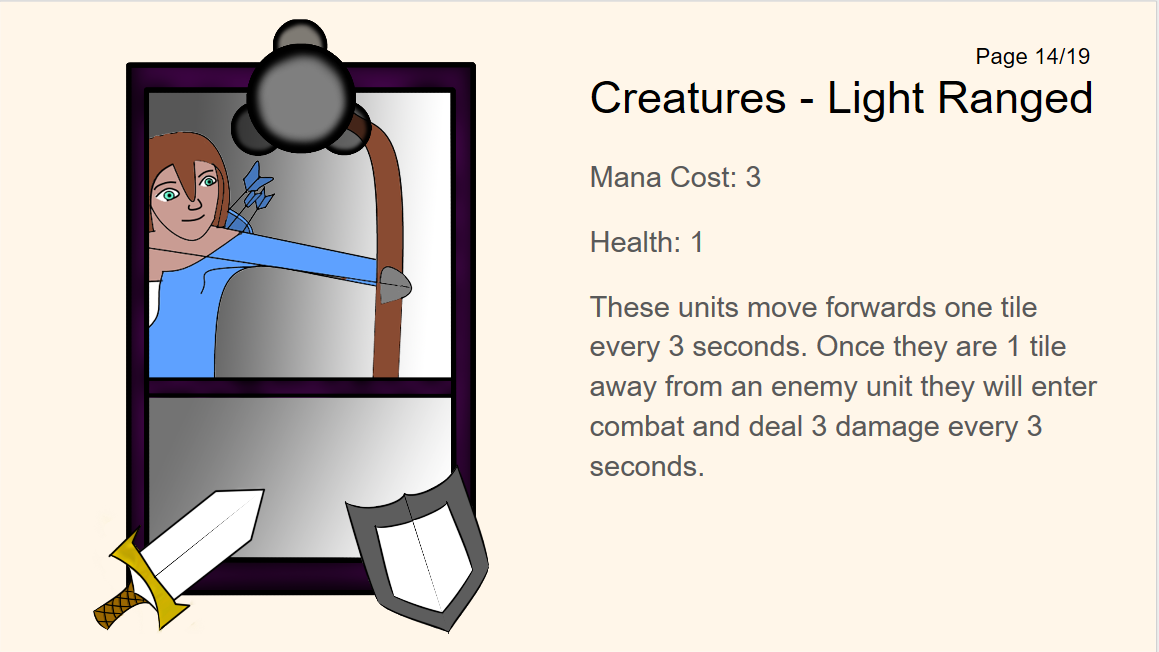 Page 14/19
Creatures - Light Ranged
Mana Cost: 3
Health: 1
These units move forwards one tile
every 3 seconds. Once they are 1 tile
away from an enemy unit they will enter
combat and deal 3 damage every 3
seconds.